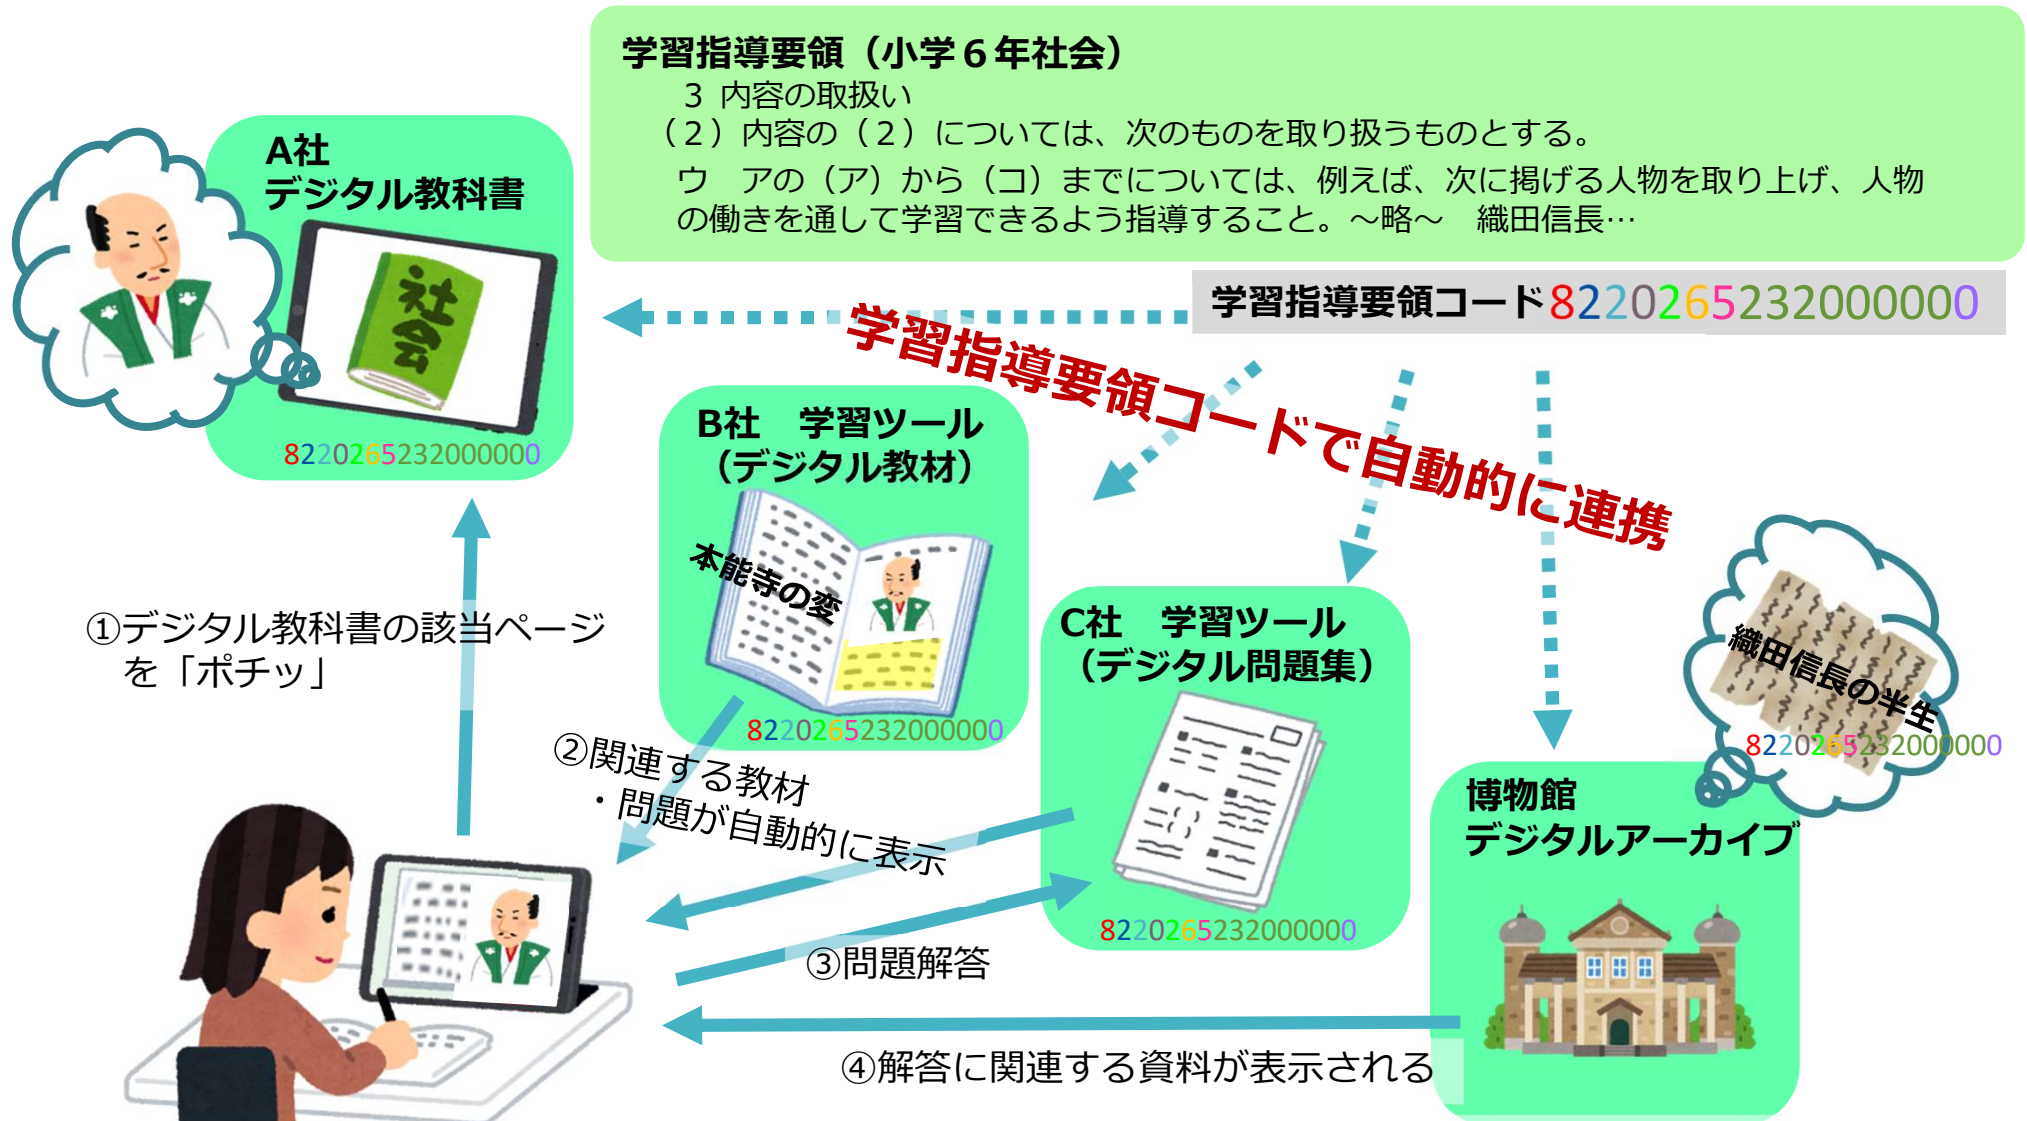 学習指導要領（小学６年社会）
3 内容の取扱い
（２）内容の（２）については、次のものを取り扱うものとする。
ウ　アの（ア）から（コ）までについては、例えば、次に掲げる人物を取り上げ、人物
の働きを通して学習できるよう指導すること。～略～　織田信長…
学習指導要領コード8220265232000000
学習指導要領コードで自動的に連携
A社
デジタル教科書
社会
8220265232000000
B社　学習ツール
（デジタル教材）
本能寺の変
8220265232000000
C社　学習ツール
（デジタル問題集）
8220265232000000
織田信長の半生
8220265232000000
博物館
デジタルアーカイブ
①デジタル教科書の該当ページ
を「ポチッ」
②関連する教材
・問題が自動的に表示
③問題解答
④解答に関連する資料が表示される